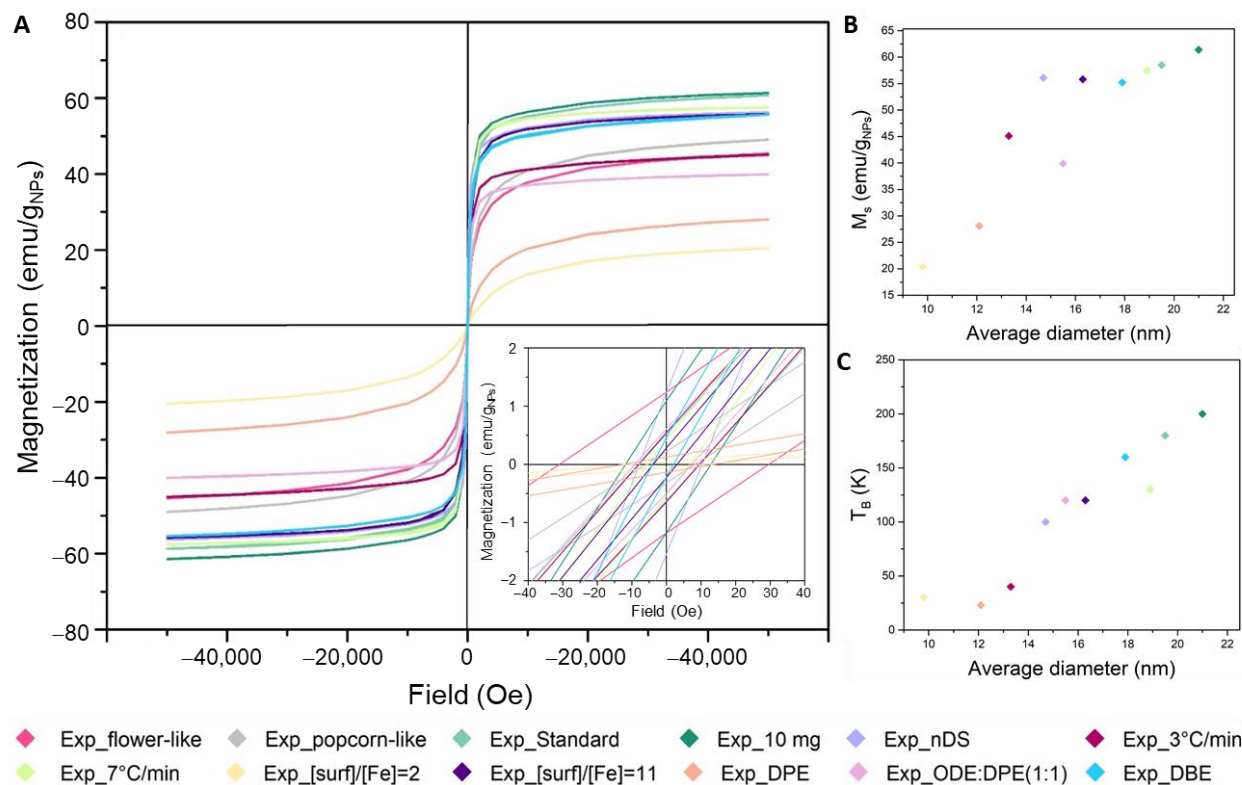 A
Magnetization (emu/gNPs)
80
60
40
20
0
−20
−40
−60
−80
−40,000 −20,000 0 −20,000 −40,000
Field (Oe)
Magnetization (emu/gNPs)
2
1
0
−1
−2
−40 −30 −20 −10 0 10 20 30 40
Field (Oe)
B
Ms (emu/gNPs)
65
60
55
50
45
40
35
30
25
20
15
10 12 14 16 18 20 22
Average diameter (nm)
C
TB (K)
250
200
150
100
50
0
10 12 14 16 18 20 22
Average diameter (nm)
Exp_flower-like Exp_popcorn-like Exp_Standard Exp_10 mg Exp_nDS Exp_3°C/min
Exp_7°C/min Exp_[surf]/[Fe]=2 Exp_[surf]/[Fe]=11 Exp_DPE Exp_ODE:DPE(1:1) Exp_DBE